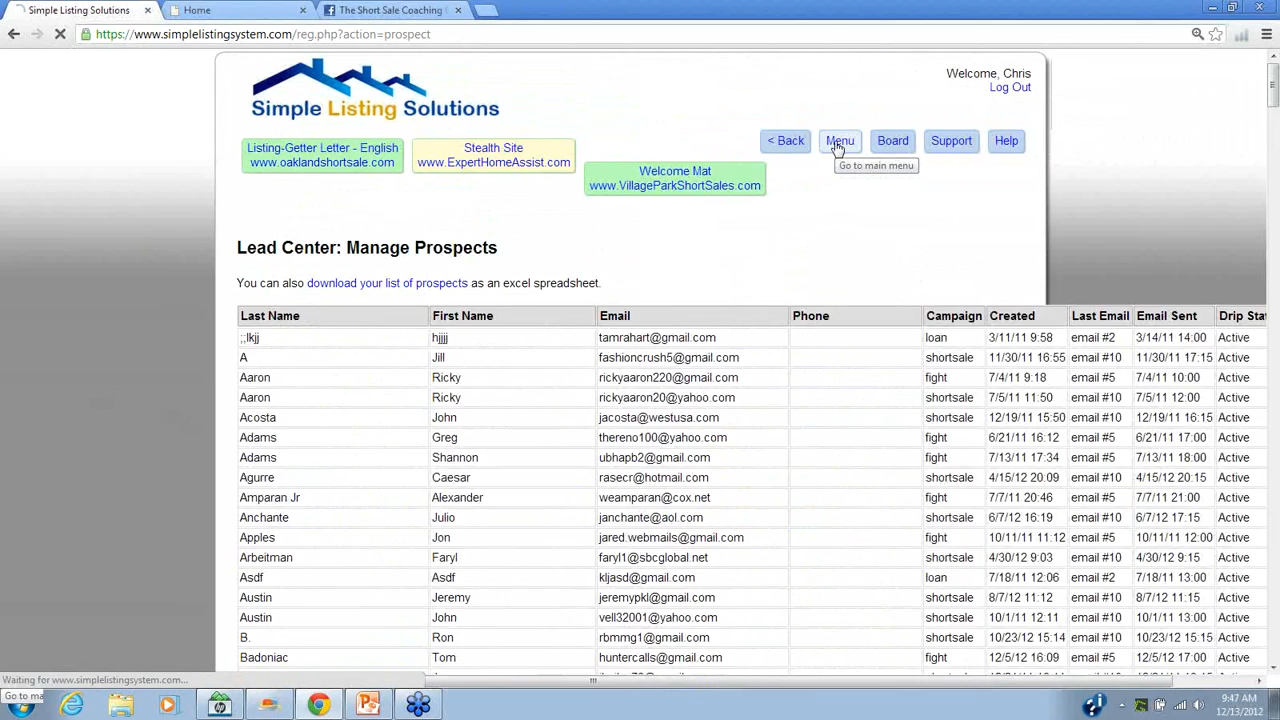 Simple Listing Solutions
Home
The Short Sale Coaching
https://www.simplelistingsystem.com/reg.php?action=prospect
Simple Listing Solutions
Welcome, Chris
Log Out
Listing-Getter Letter - English
www.oaklandshortsale.com
Stealth Site
www.ExpertHomeAssist.com
Welcome Mat
www.VillageParkShortSales.com
< Back Menu Board Support Help
Go to main menu
Lead Center: Manage Prospects
You can also download your list of prospects as an excel spreadsheet.
Last Name First Name Email Phone Campaign Created Last Email Email Sent Drip Stat
;;lkjj hjjjj tamrahart@gmail.com loan 3/11/11 9:58 email #2 3/14/11 14:00 Active
A Jill fashioncrush5@gmail.com shortsale 11/30/11 16:55 email #10 11/30/11 17:15 Active
Aaron Ricky rickyaaron220@gmail.com fight 7/4/11 9:18 email #5 7/4/11 10:00 Active
Aaron Ricky rickyaaron20@yahoo.com fight 7/5/11 11:50 email #10 7/5/11 12:00 Active
Acosta John jacosta@westusa.com shortsale 12/19/11 15:50 email #10 12/19/11 16:15 Active
Adams Greg thereno100@yahoo.com fight 6/21/11 16:12 email #5 6/21/11 17:00 Active
Adams Shannon ubhapb2@gmail.com fight 7/13/11 17:34 email #5 7/13/11 18:00 Active
Agurre Caesar rasecr@hotmail.com shortsale 4/15/12 20:09 email #10 4/15/12 20:15 Active
Amparan Jr Alexander weamparan@cox.net fight 7/7/11 20:46 email #5 7/7/11 21:00 Active
Anchante Julio janchante@aol.com shortsale 6/7/12 16:19 email #10 6/7/12 17:15 Active
Apples Jon jared.webmails@gmail.com fight 10/11/11 11:12 email #5 10/11/11 12:00 Active
Arbeitman Faryl faryl1@sbcglobal.net shortsale 4/30/12 9:03 email #10 4/30/12 9:15 Active
Asdf Asdf kljasd@gmail.com loan 7/18/11 12:06 email #2 7/18/11 13:00 Active
Austin Jeremy jeremypkl@gmail.com shortsale 8/7/12 11:12 email #10 8/7/12 11:15 Active
Austin John vell32001@yahoo.com shortsale 10/1/11 12:11 email #10 10/1/11 13:00 Active
B. Ron rbmmg1@gmail.com shortsale 10/23/12 15:14 email #10 10/23/12 15:15 Active
Badoniac Tom huntercalls@gmail.com fight 12/5/12 16:09 email #5 12/5/12 17:00 Active
Waiting for www.simplelistingsystem.com...
Go to ma
9:47 AM
12/13/2012